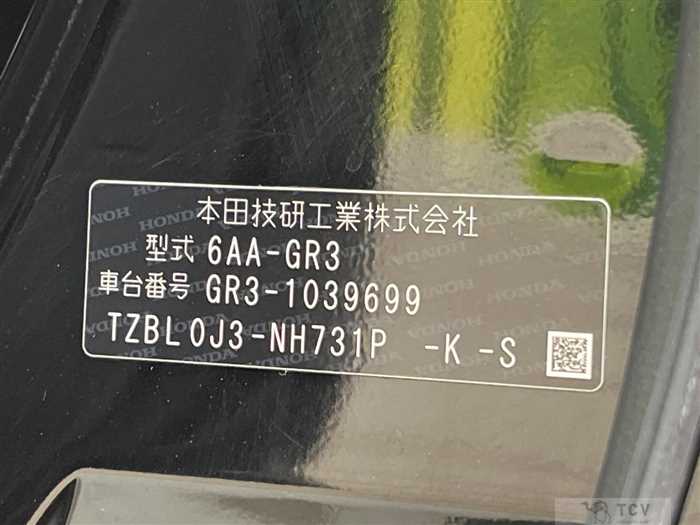 本田技研工業株式会社
型式 6AA-GR3
車台番号 GR3-1039699
TZBL0J3-NH731P -K -S
TCV